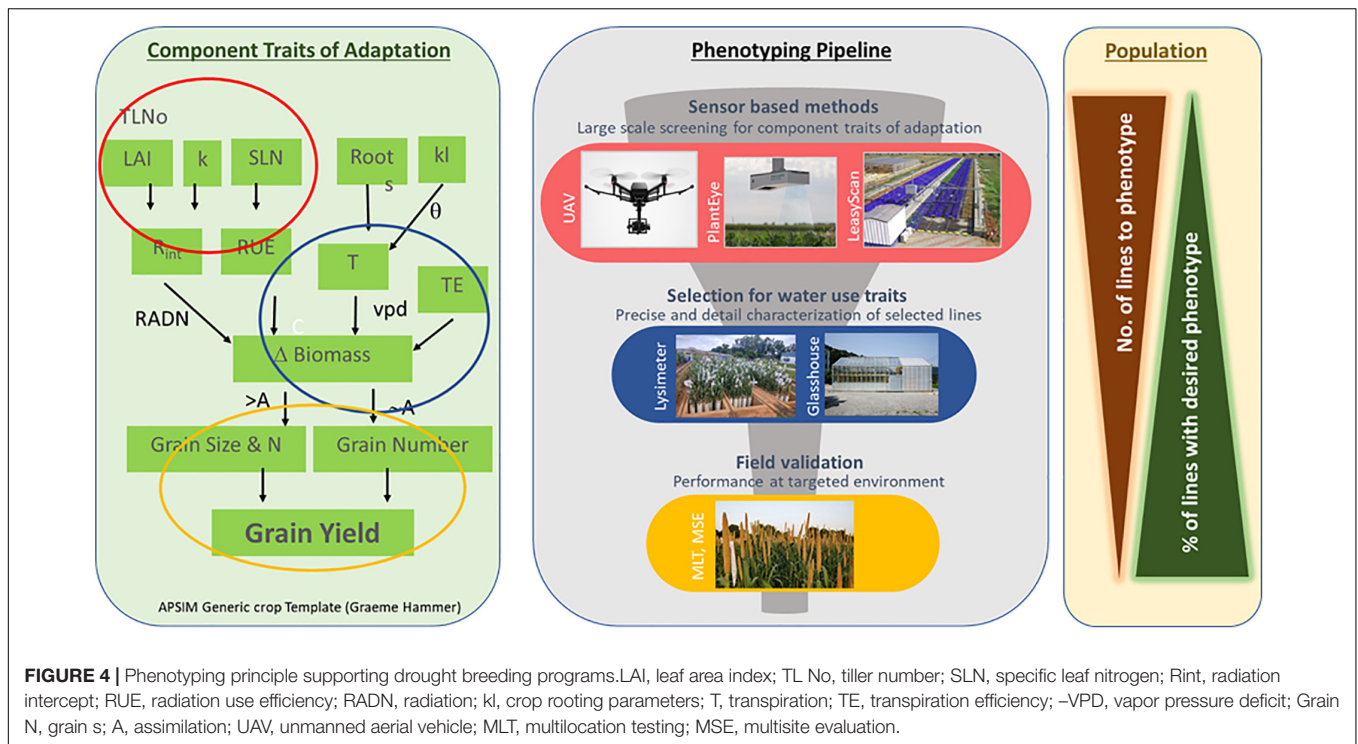 Component Traits of Adaptation
TLNo
LAI
k
SLN
Root
s
kl
θ
Rint
RUE
T
TE
RADN
C
vpd
Δ Biomass
>A
~A
Grain Size & N
Grain Number
Grain Yield
APSIM Generic crop Template (Graeme Hammer)
Phenotyping Pipeline
Sensor based methods
Large scale screening for component traits of adaptation
UAV
PlantEye
LeasyScan
Selection for water use traits
Precise and detail characterization of selected lines
Lysimeter
Glasshouse
Field validation
Performance at targeted environment
MLT, MSE
Population
No. of lines to phenotype
% of lines with desired phenotype
FIGURE 4 | Phenotyping principle supporting drought breeding programs.LAI, leaf area index; TL No, tiller number; SLN, specific leaf nitrogen; Rint, radiation
intercept; RUE, radiation use efficiency; RADN, radiation; kl, crop rooting parameters; T, transpiration; TE, transpiration efficiency; –VPD, vapor pressure deficit; Grain
N, grain s; A, assimilation; UAV, unmanned aerial vehicle; MLT, multilocation testing; MSE, multisite evaluation.